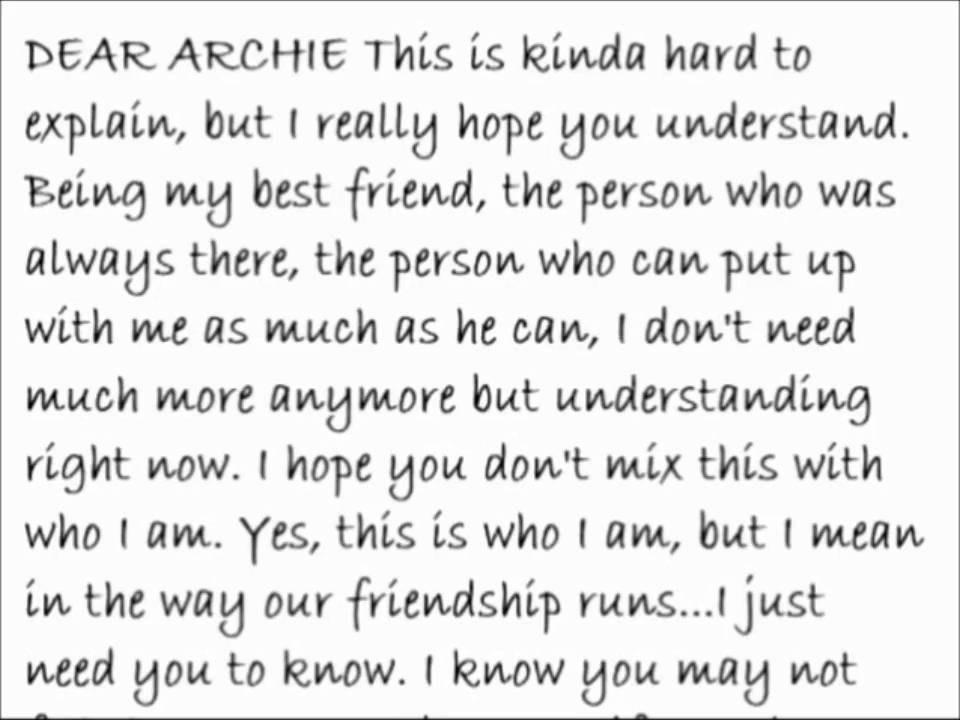 DEAR ARCHIE This is kinda hard to
explain, but I really hope you understand.
Being my best friend, the person who was
always there, the person who can put up
with me as much as he can, I don't need
much more anymore but understanding
right now. I hope you don't mix this with
who I am. Yes, this is who I am, but I mean
in the way our friendship runs...I just
need you to know. I know you may not